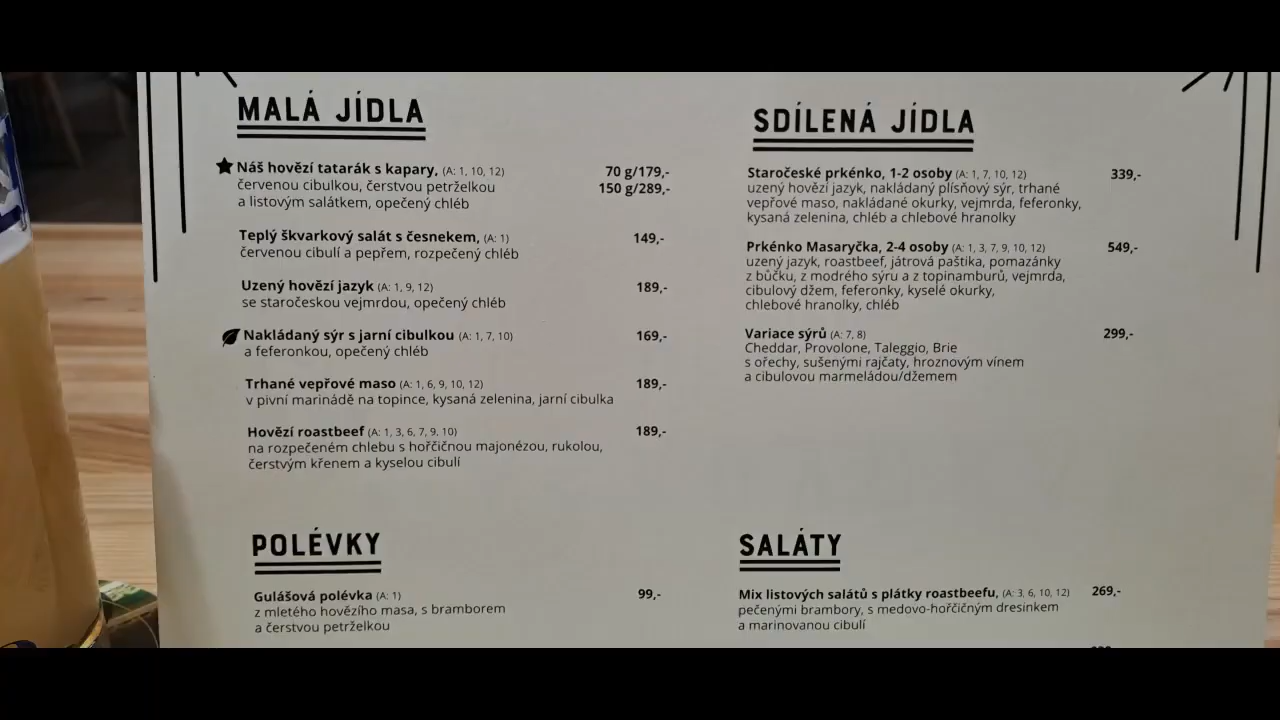 MALÁ JÍDLA
Náš hovězí tatarák s kapary, (A: 1, 10, 12) 70 g/179,-
červenou cibulkou, čerstvou petrželkou 150 g/289,-
a listovým salátkem, opečený chléb
Teplý škvarkový salát s česnekem, (A: 1) 149,-
červenou cibulí a pepřem, rozpečený chléb
Uzený hovězí jazyk (A: 1, 9, 12) 189,-
se staročeskou vejmrdou, opečený chléb
Nakládaný sýr s jarní cibulkou (A: 1, 7, 10) 169,-
a feferonkou, opečený chléb
Trhané vepřové maso (A: 1, 6, 9, 10, 12) 189,-
v pivní marinádě na topince, kysaná zelenina, jarní cibulka
Hovězí roastbeef (A: 1, 3, 6, 7, 9, 10) 189,-
na rozpečeném chlebu s hořčičnou majonézou, rukolou,
čerstvým křenem a kyselou cibulí
SDÍLENÁ JÍDLA
Staročeské prkénko, 1-2 osoby (A: 1, 7, 10, 12) 339,-
uzený hovězí jazyk, nakládaný plísňový sýr, trhané
vepřové maso, nakládané okurky, vejmrda, feferonky,
kysaná zelenina, chléb a chlebové hranolky
Prkénko Masaryčka, 2-4 osoby (A: 1, 3, 7, 9, 10, 12) 549,-
uzený jazyk, roastbeef, játrová paštika, pomazánky
z bůčku, z modrého sýru a z topinamburů, vejmrda,
cibulový džem, feferonky, kyselé okurky,
chlebové hranolky, chléb
Variace sýrů (A: 7, 8) 299,-
Cheddar, Provolone, Taleggio, Brie
s ořechy, sušenými rajčaty, hroznovým vínem
a cibulovou marmeládou/džemem
POLÉVKY
Gulášová polévka (A: 1) 99,-
z mletého hovězího masa, s bramborem
a čerstvou petrželkou
SALÁTY
Mix listových salátů s plátky roastbeefu, (A: 3, 6, 10, 12) 269,-
pečenými brambory, s medovo-hořčičným dresinkem
a marinovanou cibulí